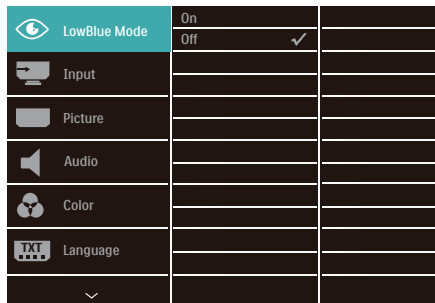 LowBlue Mode
On
Off
Input
Picture
Audio
Color
TXT
Language